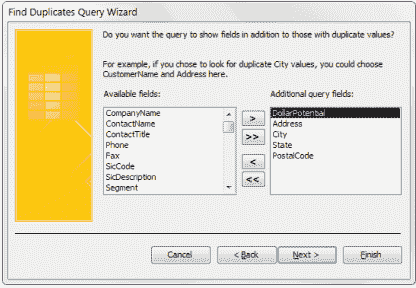 Find Duplicates Query Wizard
Do you want the query to show fields in addition to those with duplicate values?
For example, if you chose to look for duplicate City values, you could choose
CustomerName and Address here.
Available fields:
Additional query fields:
CompanyName
ContactName
ContactTitle
Phone
Fax
SicCode
SicDescription
Segment
>
>>
<
<<
DollarPotential
Address
City
State
PostalCode
Cancel
< Back
Next >
Finish